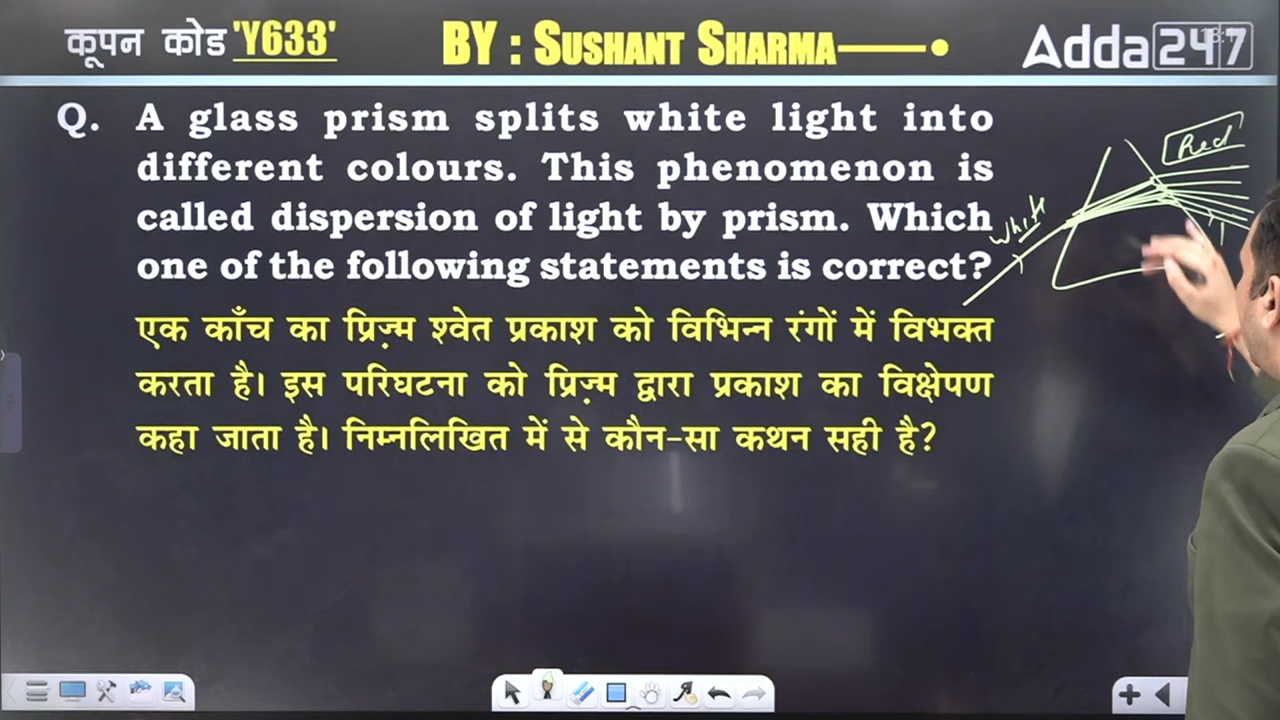 कूपन कोड 'Y633'
BY : SUSHANT SHARMA
Adda247
Q. A glass prism splits white light into
different colours. This phenomenon is
called dispersion of light by prism. Which
one of the following statements is correct?
एक काँच का प्रिज़्म श्वेत प्रकाश को विभिन्न रंगों में विभक्त
करता है। इस परिघटना को प्रिज़्म द्वारा प्रकाश का विक्षेपण
कहा जाता है। निम्नलिखित में से कौन-सा कथन सही है?
White
Red